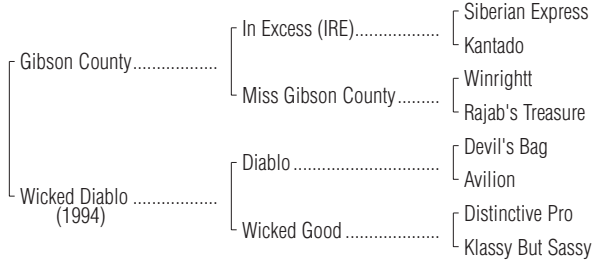 Siberian Express
In Excess (IRE)..................
Kantado
Gibson County.................
Winrightt
Miss Gibson County.........
Rajab's Treasure
Devil's Bag
Diablo ...............................
Avilion
Wicked Diablo .................
(1994)
Distinctive Pro
Wicked Good ....................
Klassy But Sassy